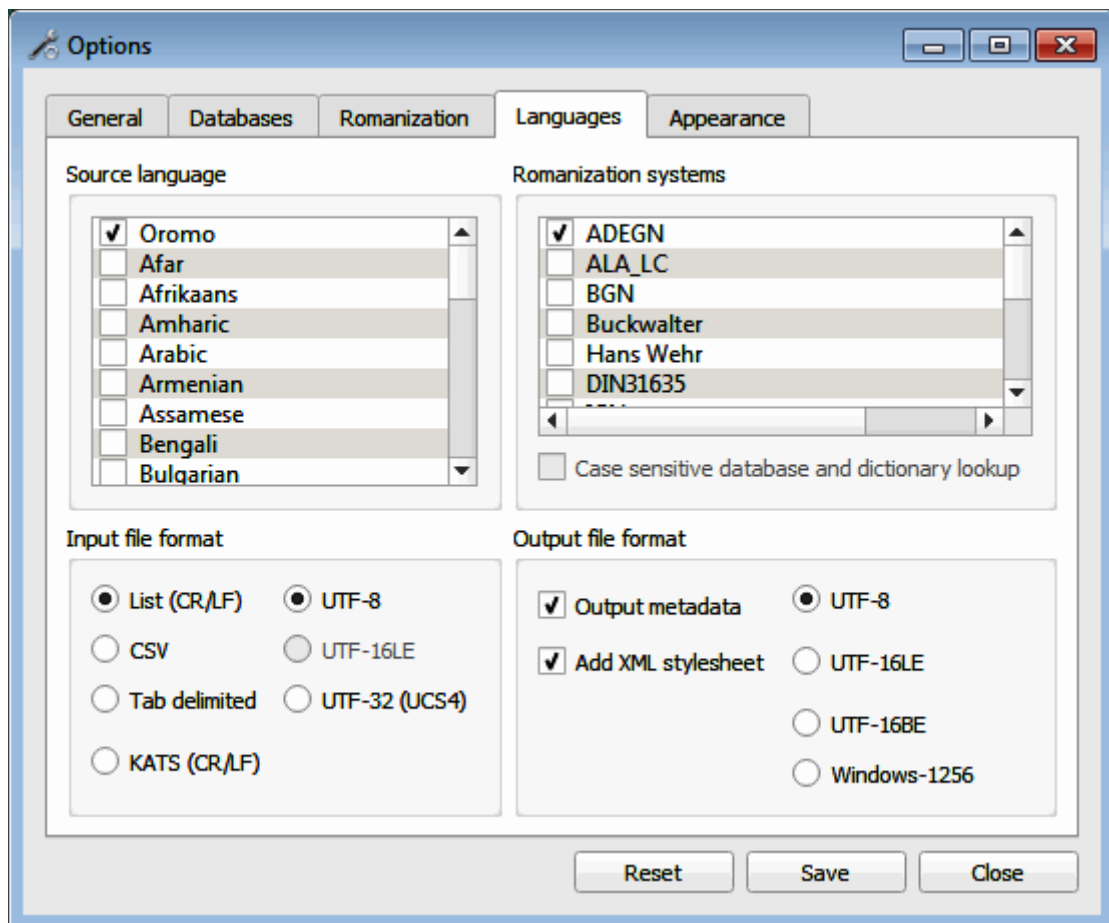 Options
General Databases Romanization Languages Appearance
Source language
Oromo
Afar
Afrikaans
Amharic
Arabic
Armenian
Assamese
Bengali
Bulgarian
Romanization systems
ADEGN
ALA_LC
BGN
Buckwalter
Hans Wehr
DIN31635
Case sensitive database and dictionary lookup
Input file format
List (CR/LF) UTF-8
CSV UTF-16LE
Tab delimited UTF-32 (UCS4)
KATS (CR/LF)
Output file format
Output metadata UTF-8
Add XML stylesheet UTF-16LE
UTF-16BE
Windows-1256
Reset Save Close